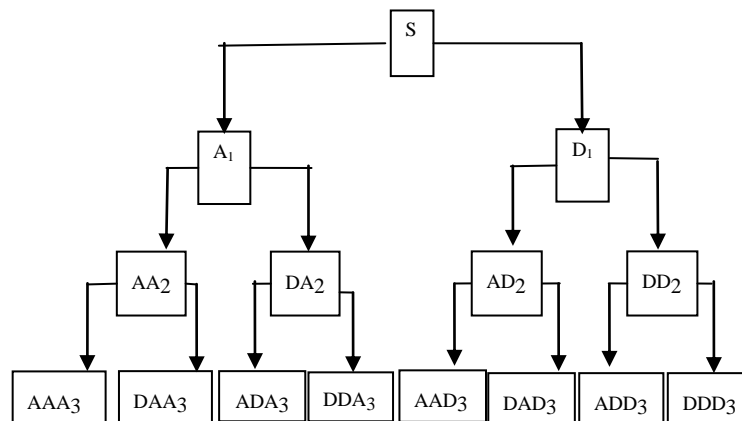 S
A₁ D₁
AA₂ DA₂ AD₂ DD₂
AAA₃ DAA₃ ADA₃ DDA₃ AAD₃ DAD₃ ADD₃ DDD₃